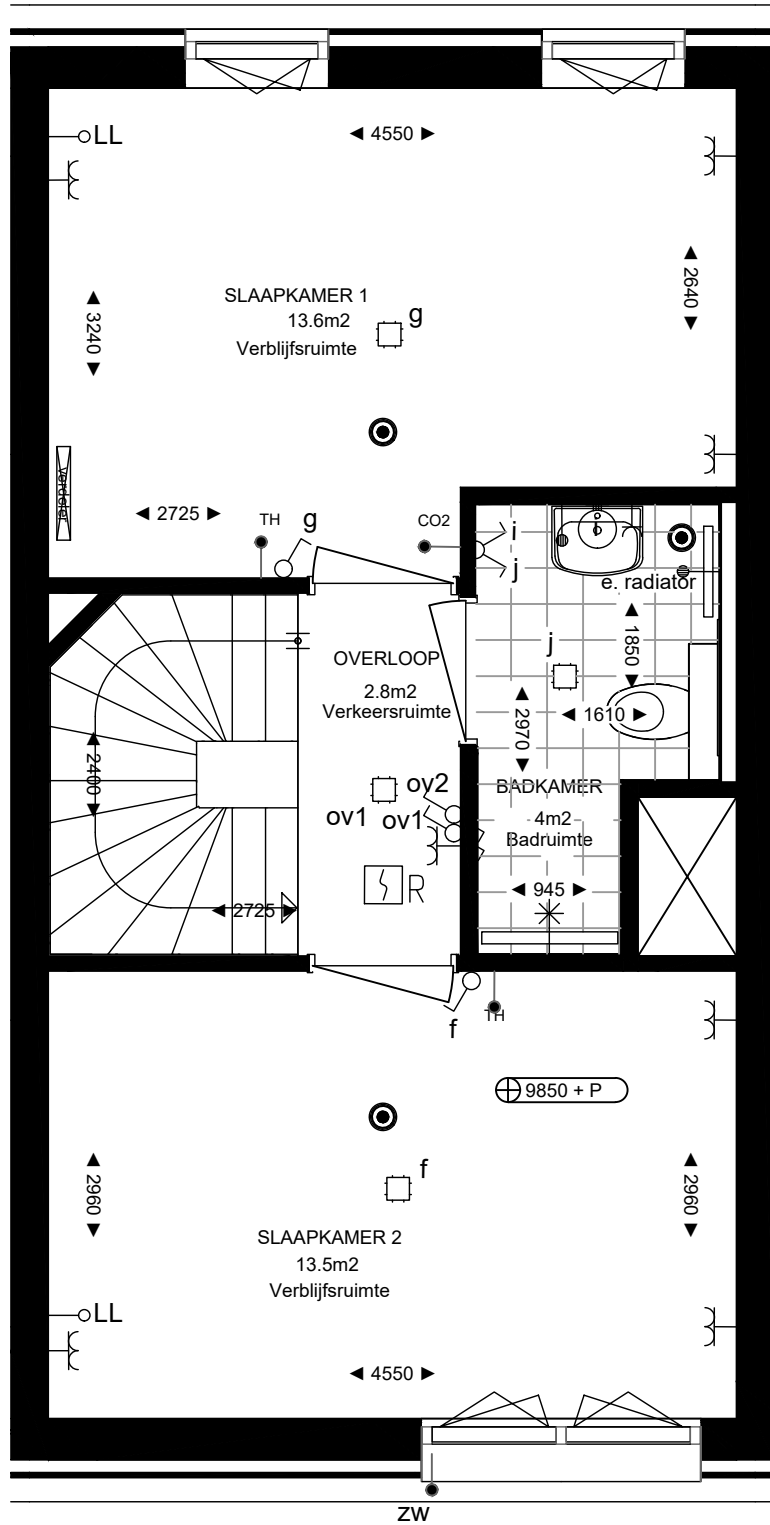 LL
◄ 4550 ►
SLAAPKAMER 1
13.6m2
Verblijfsruimte
g
◄ 3240 ►
◄ 2640 ►
Verdeler
◄ 2725 ►
TH
g
CO2
i
j
i
e. radiator
◄ 1850 ►
j
OVERLOOP
2.8m2
Verkeersruimte
◄ 1610 ►
◄ 2970 ►
◄ 2400 ►
BADKAMER
4m2
Badruimte
ov2
ov1
ov1
◄ 945 ►
R
◄ 2725 ►
TH
f
9850 + P
f
◄ 2960 ►
◄ 2960 ►
SLAAPKAMER 2
13.5m2
Verblijfsruimte
LL
◄ 4550 ►
zw